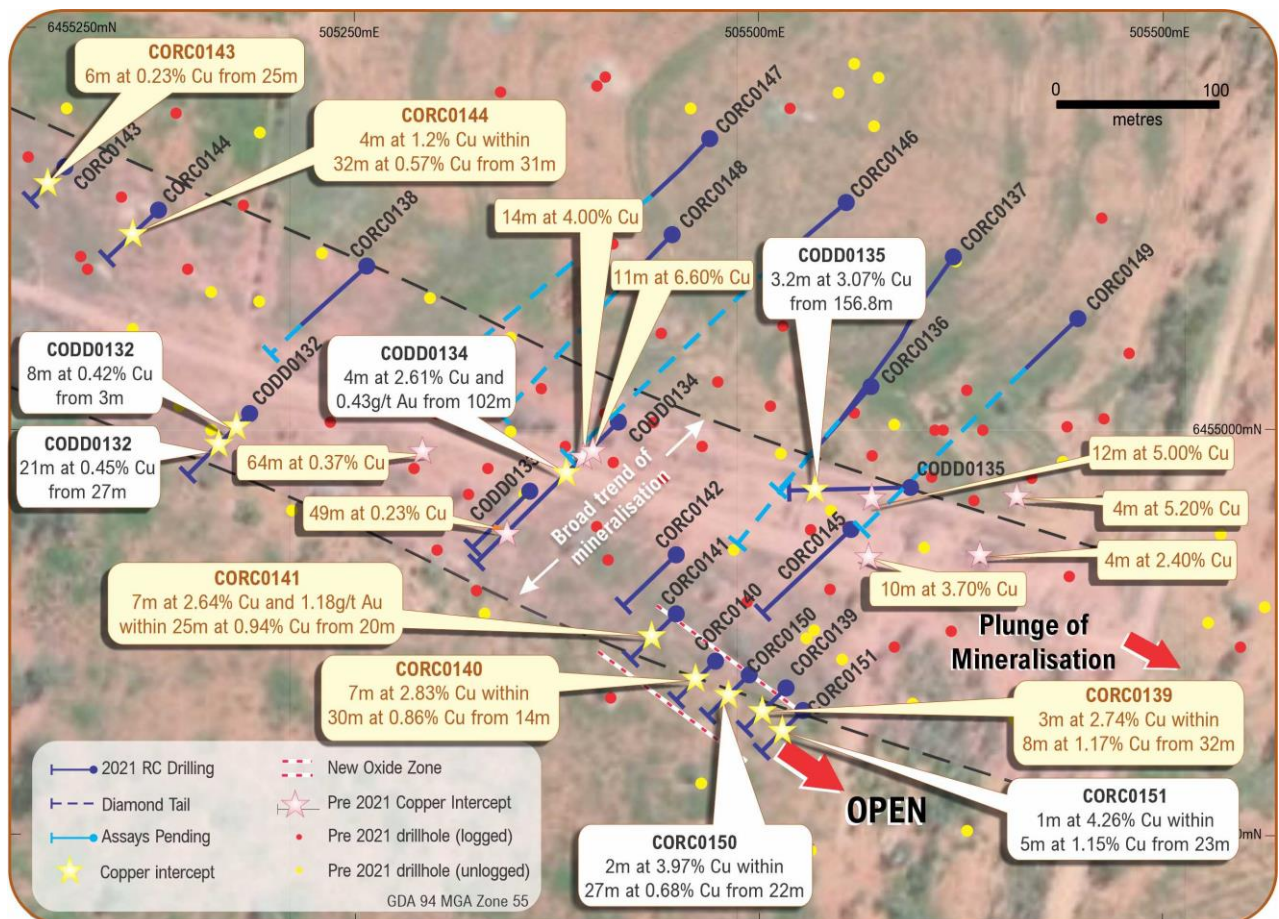 6455250mN
505250mE
505500mE
505500mE
CORC0143
6m at 0.23% Cu from 25m
CORC0144
4m at 1.2% Cu within
32m at 0.57% Cu from 31m
0
100
metres
CORC0147
CORC0146
CORC0148
CORC0143
CORC0144
CORC0138
14m at 4.00% Cu
11m at 6.60% Cu
CORC0137
CORC0149
CODD0135
3.2m at 3.07% Cu
from 156.8m
CORC0136
CODD0132
8m at 0.42% Cu
from 3m
CODD0132
CODD0134
4m at 2.61% Cu and
0.43g/t Au from 102m
CODD0134
CODD0132
21m at 0.45% Cu
from 27m
64m at 0.37% Cu
6455000mN
12m at 5.00% Cu
CODD0135
4m at 5.20% Cu
CODD0133
49m at 0.23% Cu
Broad trend of
mineralisation
CORC0142
CORC0145
4m at 2.40% Cu
10m at 3.70% Cu
CORC0141
7m at 2.64% Cu and 1.18g/t Au
within 25m at 0.94% Cu from 20m
CORC0141
CORC0140
CORC0150
CORC0139
CORC0151
Plunge of
Mineralisation
CORC0140
7m at 2.83% Cu within
30m at 0.86% Cu from 14m
CORC0139
3m at 2.74% Cu within
8m at 1.17% Cu from 32m
OPEN
CORC0151
1m at 4.26% Cu within
5m at 1.15% Cu from 23m
CORC0150
2m at 3.97% Cu within
27m at 0.68% Cu from 22m
2021 RC Drilling
Diamond Tail
Assays Pending
Copper intercept
New Oxide Zone
Pre 2021 Copper Intercept
Pre 2021 drillhole (logged)
Pre 2021 drillhole (unlogged)
GDA 94 MGA Zone 55